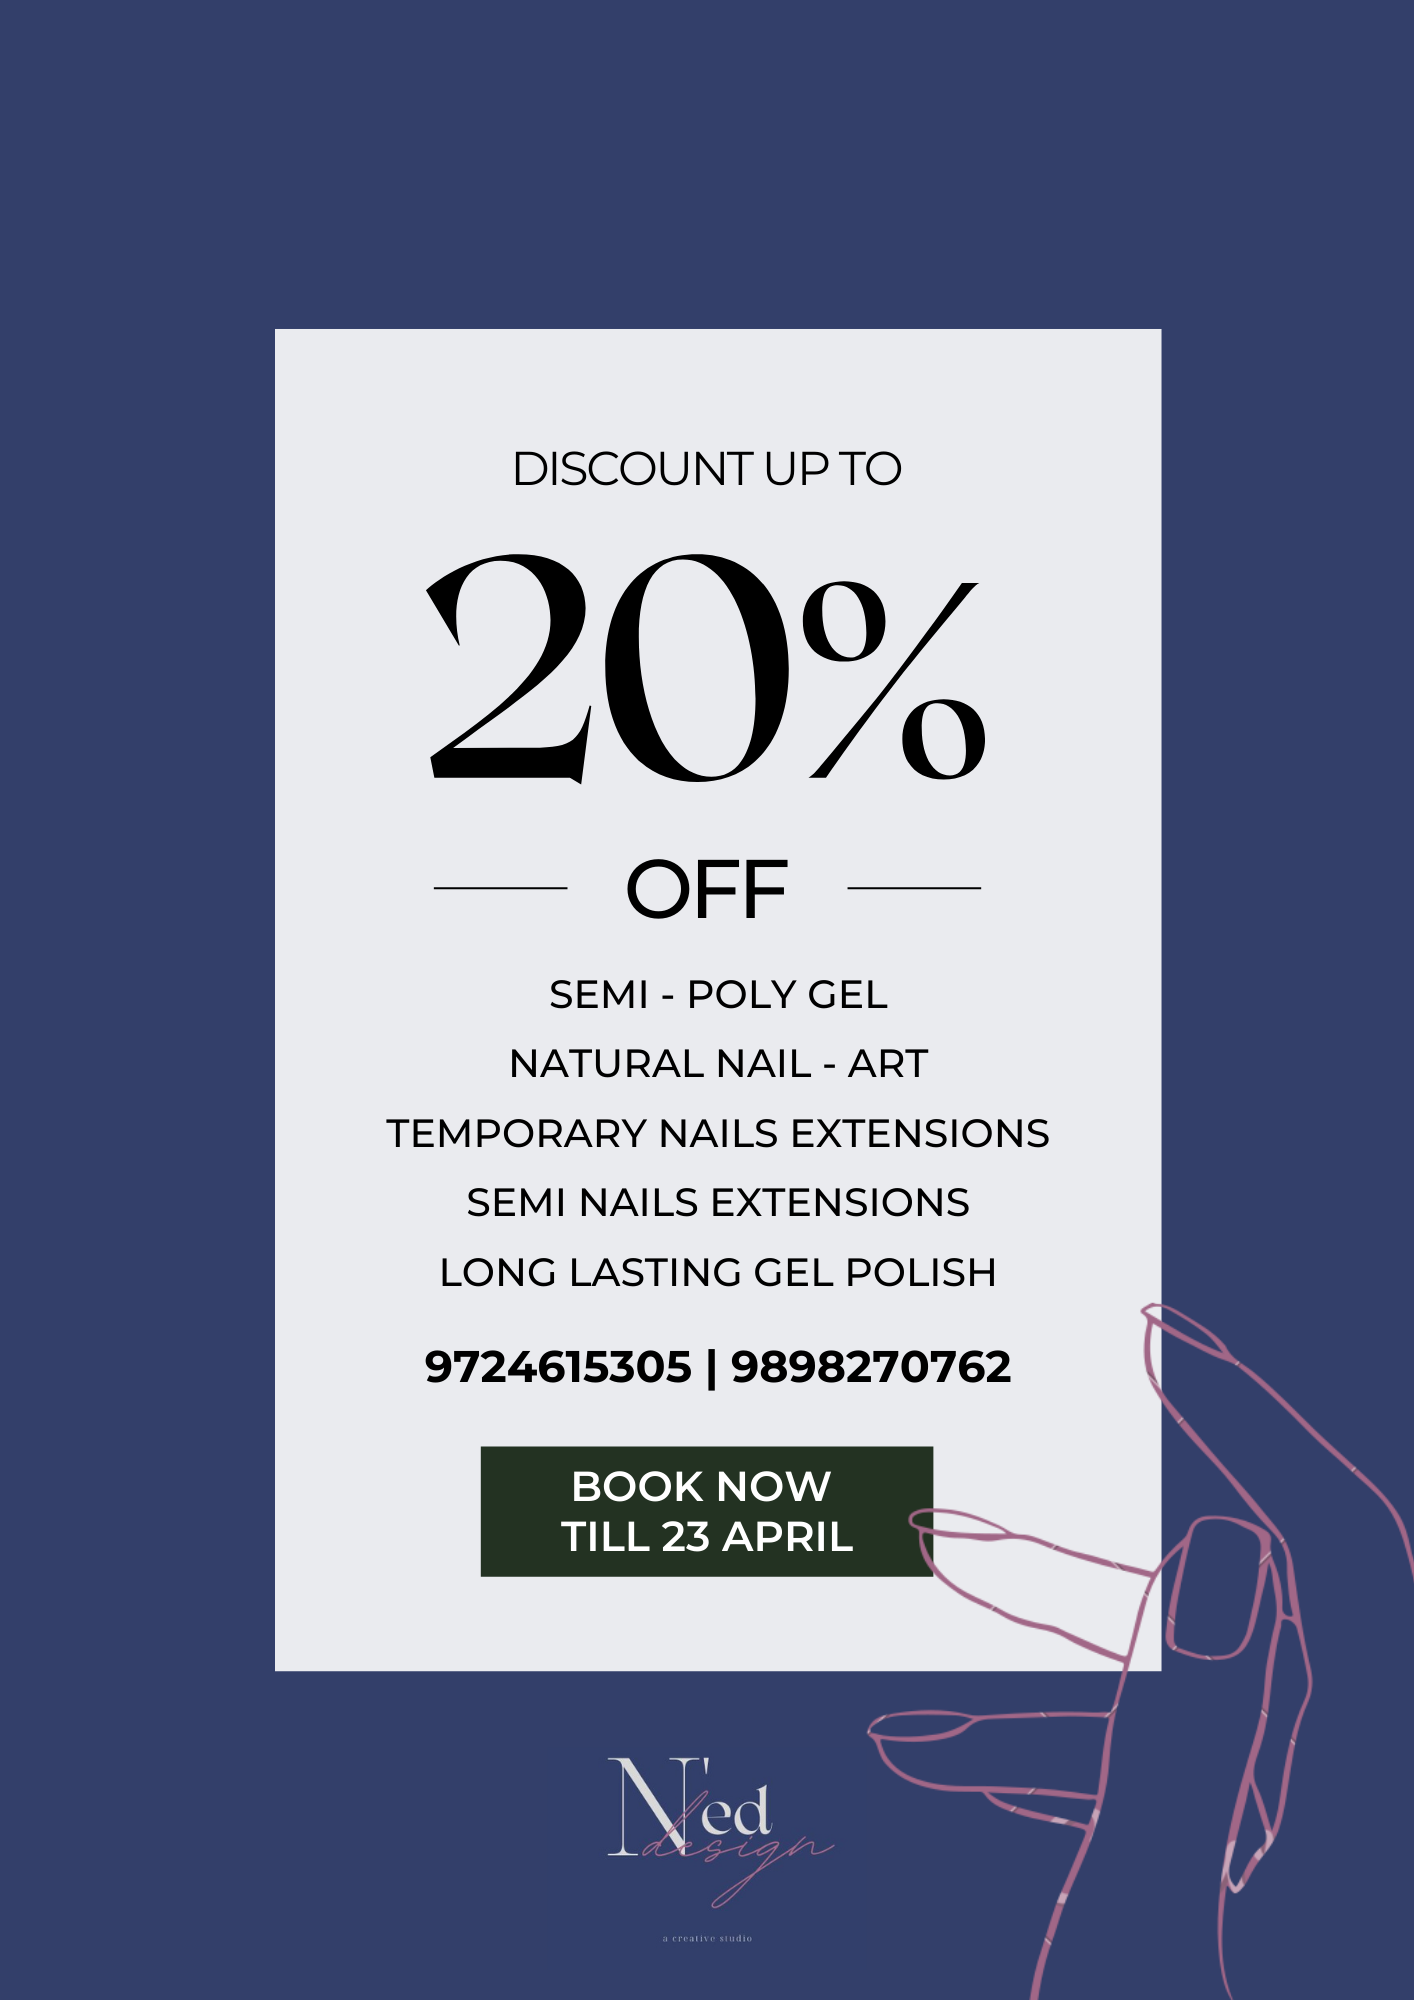 DISCOUNT UP TO
20%
OFF
SEMI - POLY GEL
NATURAL NAIL - ART
TEMPORARY NAILS EXTENSIONS
SEMI NAILS EXTENSIONS
LONG LASTING GEL POLISH
9724615305 | 9898270762
BOOK NOW
TILL 23 APRIL
N'ed
design
a creative studio